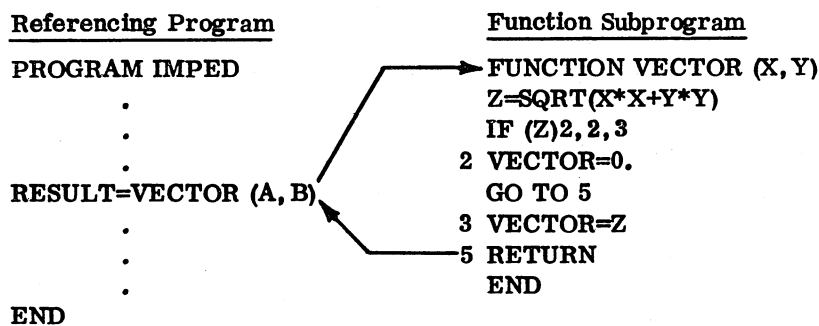 Referencing Program
PROGRAM IMPED
.
.
.
RESULT=VECTOR (A, B)
.
.
.
END
Function Subprogram
FUNCTION VECTOR (X, Y)
Z=SQRT(X*X+Y*Y)
IF (Z)2, 2, 3
2 VECTOR=0.
GO TO 5
3 VECTOR=Z
5 RETURN
END